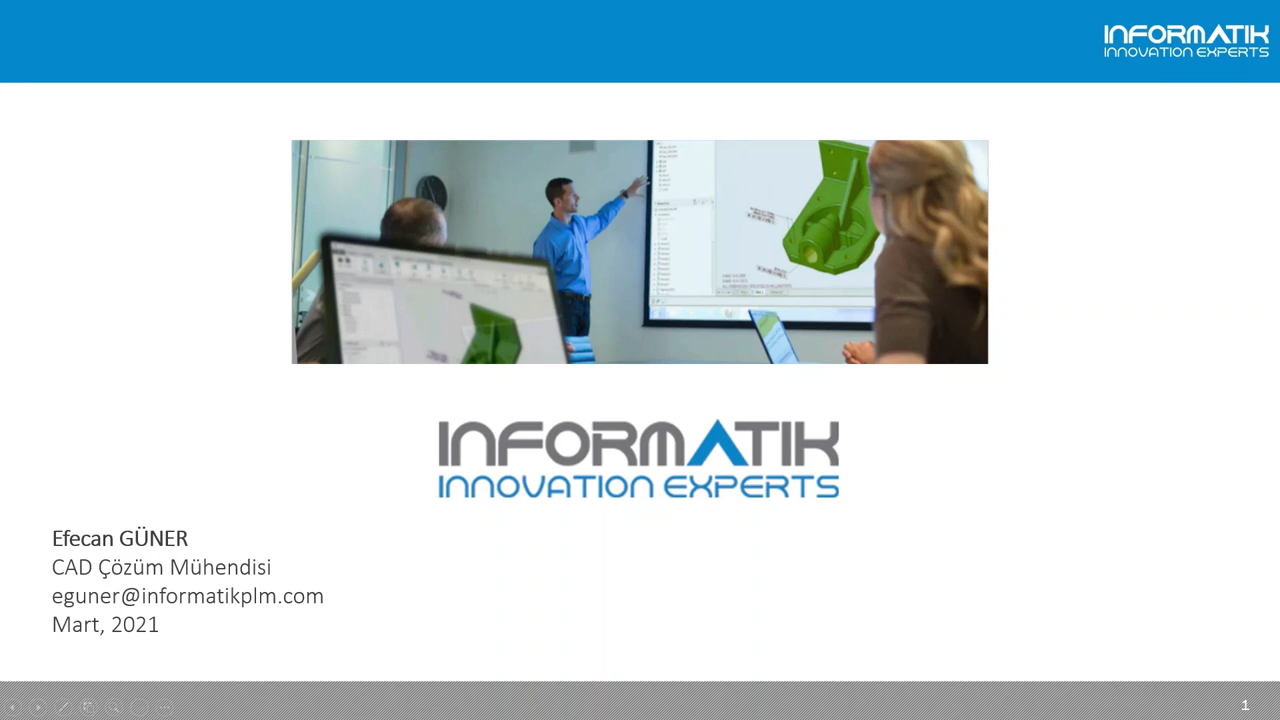 INFORMATIK
INNOVATION EXPERTS
INFORMATIK
INNOVATION EXPERTS
Efecan GÜNER
CAD Çözüm Mühendisi
eguner@informatikplm.com
Mart, 2021
1